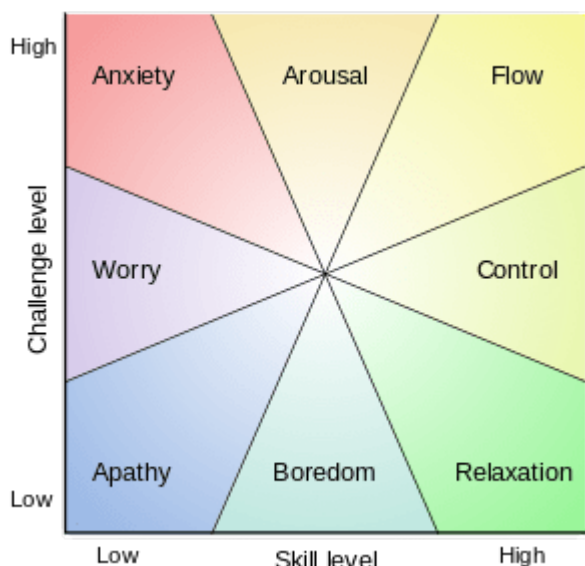 High
Anxiety
Arousal
Flow
Challenge level
Worry
Control
Apathy
Boredom
Relaxation
Low
Low
Skill level
High